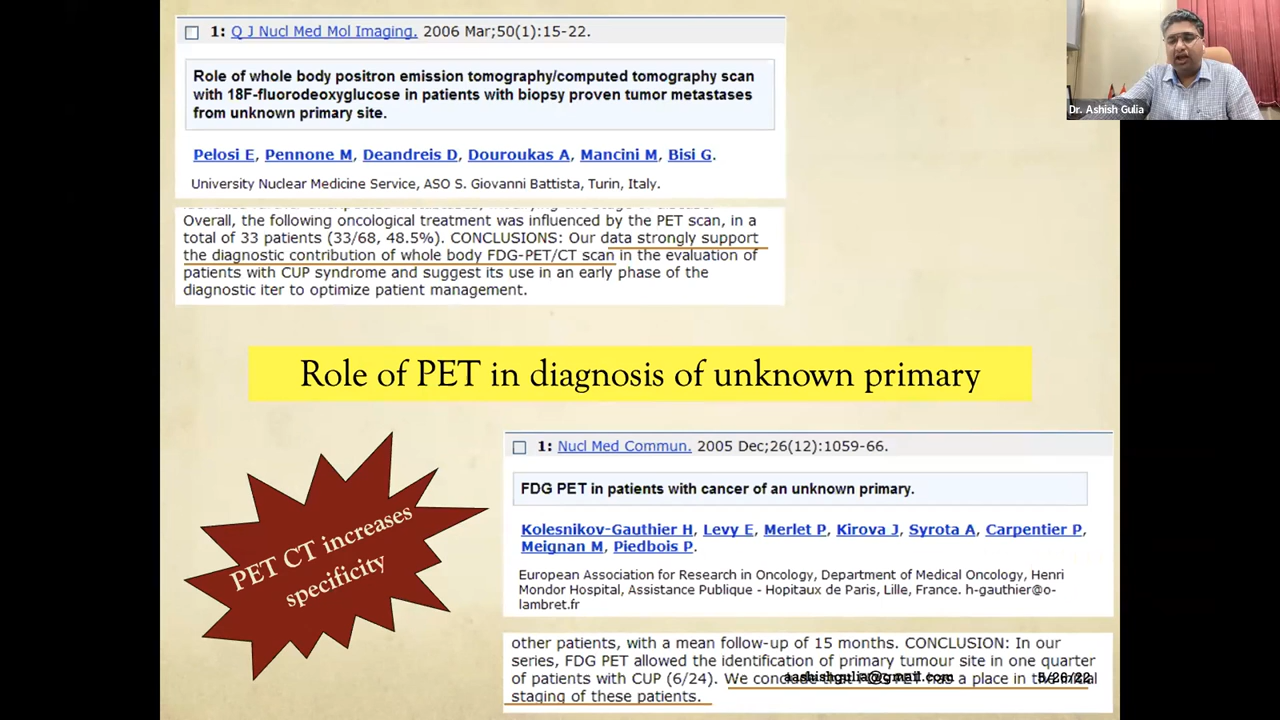 1: Q J Nucl Med Mol Imaging. 2006 Mar;50(1):15-22.
Role of whole body positron emission tomography/computed tomography scan
with 18F-fluorodeoxyglucose in patients with biopsy proven tumor metastases
from unknown primary site.
Pelosi E, Pennone M, Deandreis D, Douroukas A, Mancini M, Bisi G.
University Nuclear Medicine Service, ASO S. Giovanni Battista, Turin, Italy.
Overall, the following oncological treatment was influenced by the PET scan, in a
total of 33 patients (33/68, 48.5%). CONCLUSIONS: Our data strongly support
the diagnostic contribution of whole body FDG-PET/CT scan in the evaluation of
patients with CUP syndrome and suggest its use in an early phase of the
diagnostic iter to optimize patient management.
Dr. Ashish Gulia
Role of PET in diagnosis of unknown primary
PET CT increases
specificity
1: Nucl Med Commun. 2005 Dec;26(12):1059-66.
FDG PET in patients with cancer of an unknown primary.
Kolesnikov-Gauthier H, Levy E, Merlet P, Kirova J, Syrota A, Carpentier P,
Meignan M, Piedbois P.
European Association for Research in Oncology, Department of Medical Oncology, Henri
Mondor Hospital, Assistance Publique - Hopitaux de Paris, Lille, France. h-gauthier@o-
lambret.fr
other patients, with a mean follow-up of 15 months. CONCLUSION: In our
series, FDG PET allowed the identification of primary tumour site in one quarter
of patients with CUP (6/24). We conclude that FDG PET has a place in the
staging of these patients.
aashishgulia@gmail.com